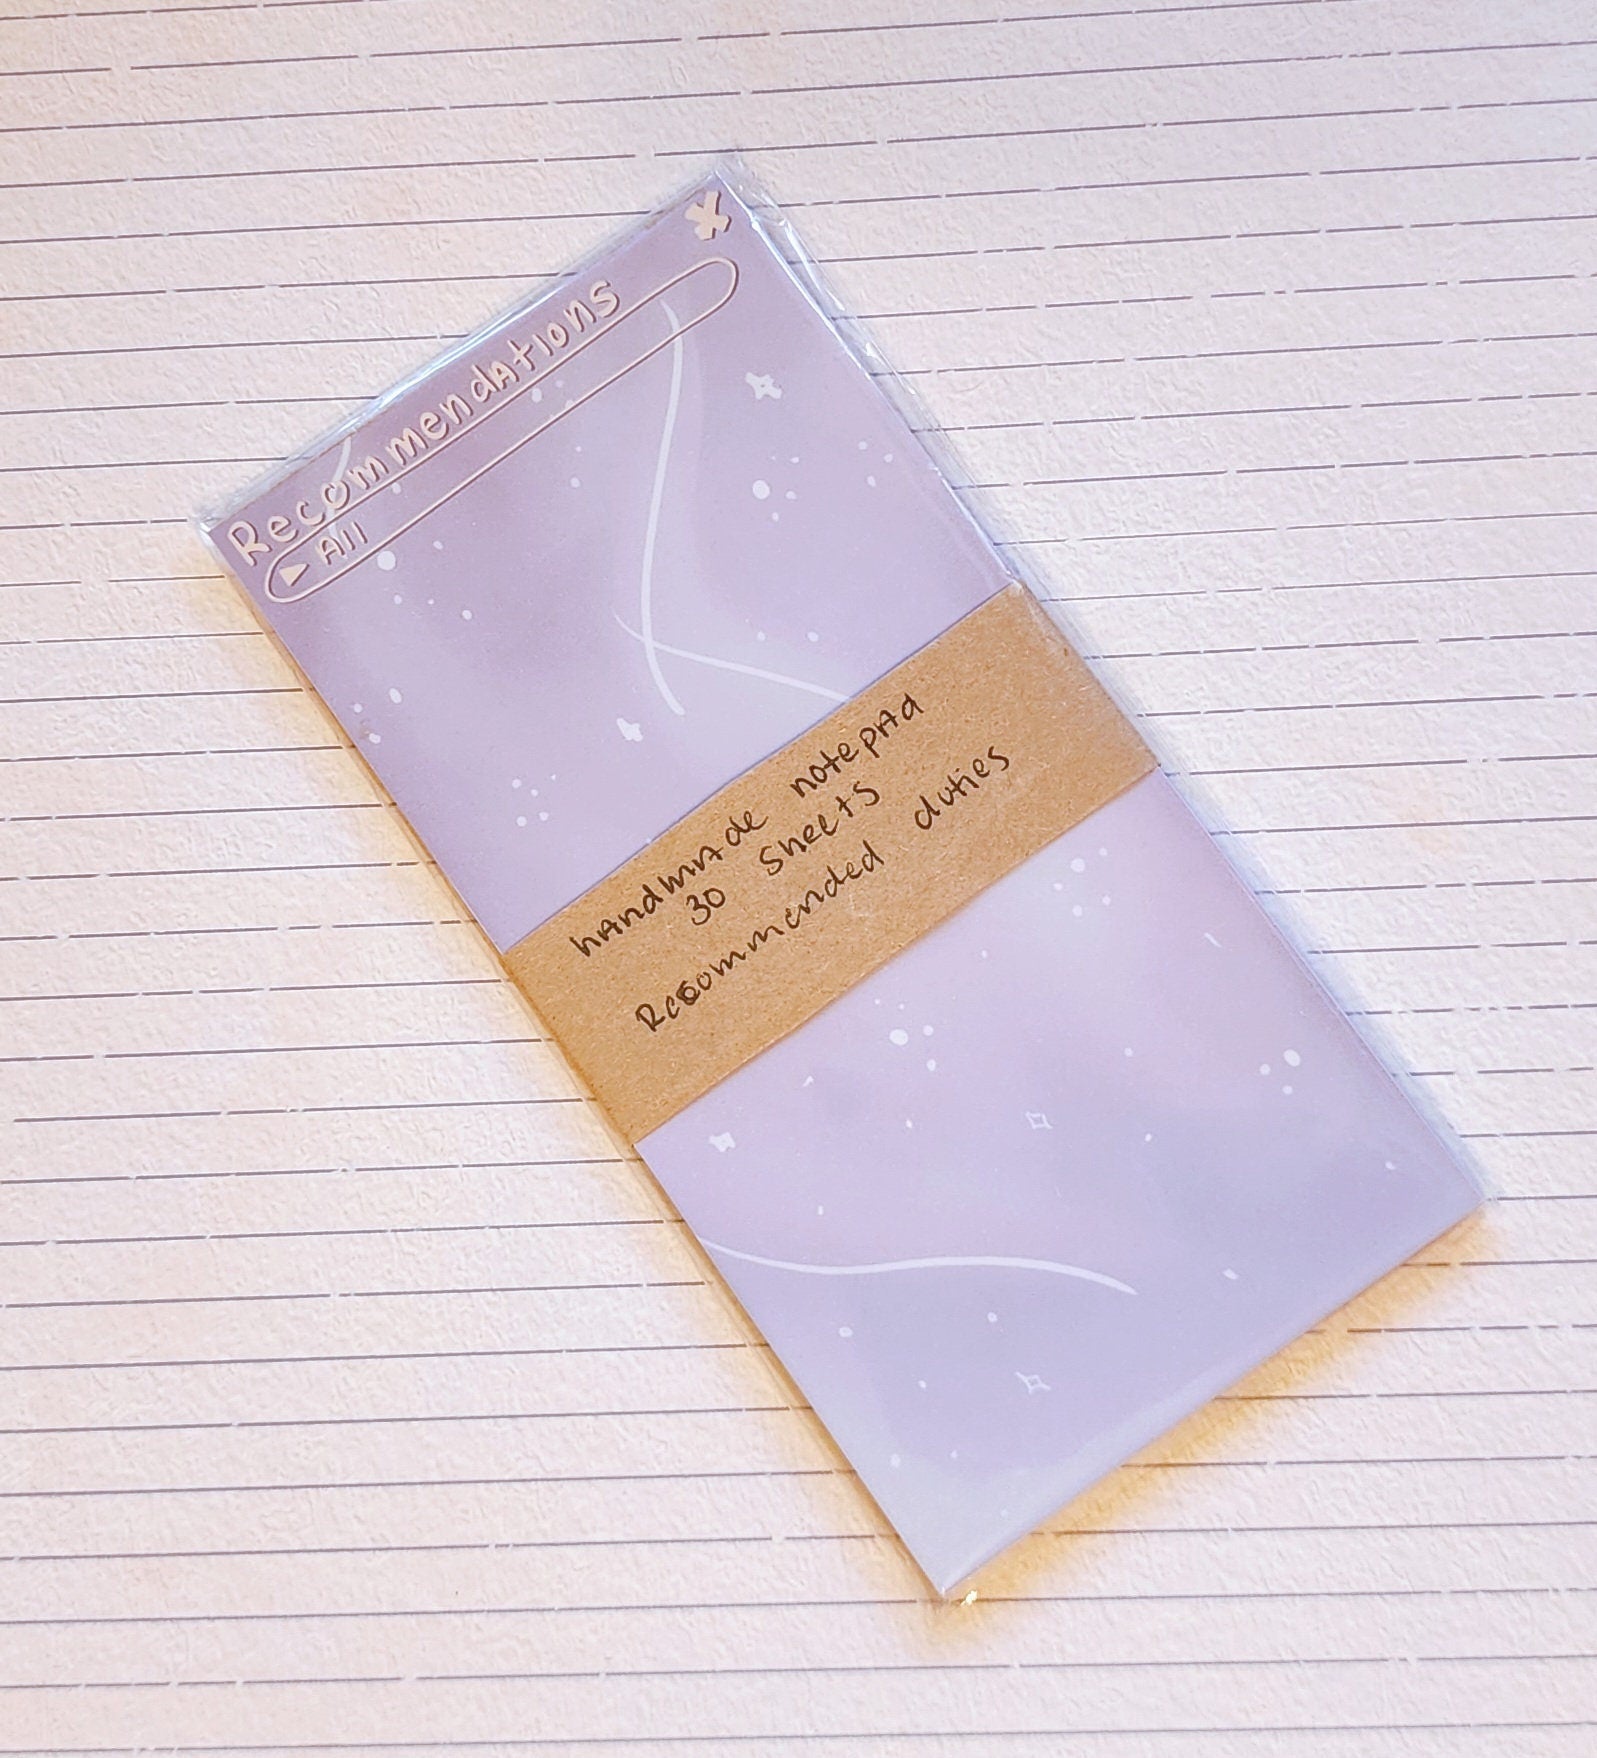 x
RecommendAtions
▶ All
hAndmAde notepAd
30 Sheets
Recommended duties